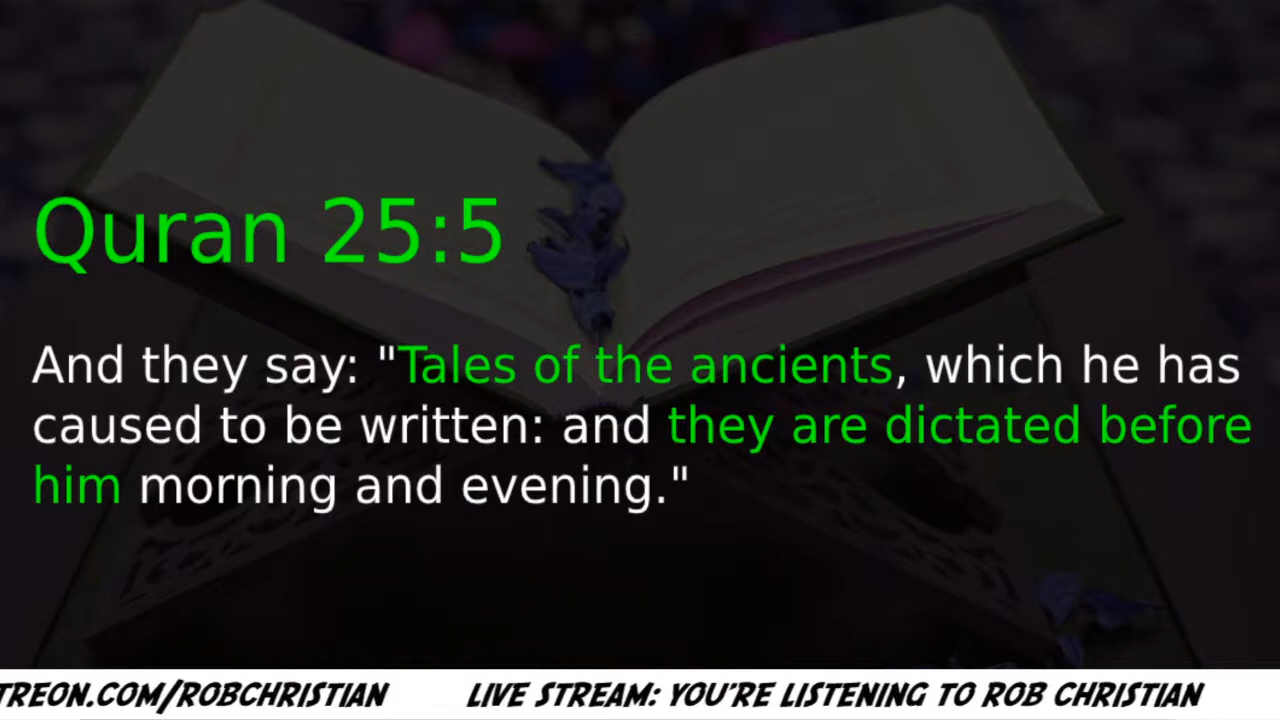 Quran 25:5
And they say: "Tales of the ancients, which he has
caused to be written: and they are dictated before
him morning and evening."
TREON.COM/ROBCHRISTIAN LIVE STREAM: YOU'RE LISTENING TO ROB CHRISTIAN